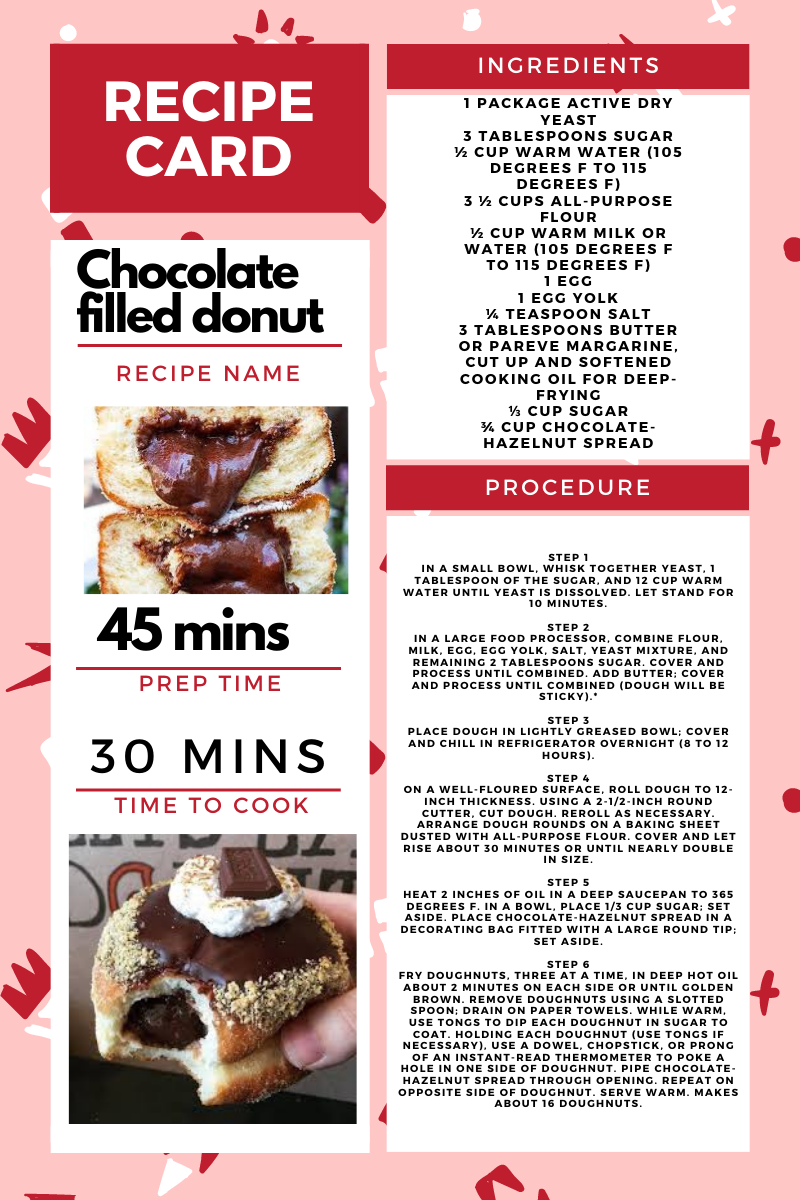 RECIPE
CARD
Chocolate
filled donut
RECIPE NAME
45 mins
PREP TIME
30 MINS
TIME TO COOK
INGREDIENTS
1 PACKAGE ACTIVE DRY
YEAST
3 TABLESPOONS SUGAR
½ CUP WARM WATER (105
DEGREES F TO 115
DEGREES F)
3 ½ CUPS ALL-PURPOSE
FLOUR
½ CUP WARM MILK OR
WATER (105 DEGREES F
TO 115 DEGREES F)
1 EGG
1 EGG YOLK
¼ TEASPOON SALT
3 TABLESPOONS BUTTER
OR PAREVE MARGARINE,
CUT UP AND SOFTENED
COOKING OIL FOR DEEP-
FRYING
⅓ CUP SUGAR
¾ CUP CHOCOLATE-
HAZELNUT SPREAD
PROCEDURE
STEP 1
IN A SMALL BOWL, WHISK TOGETHER YEAST, 1
TABLESPOON OF THE SUGAR, AND 12 CUP WARM
WATER UNTIL YEAST IS DISSOLVED. LET STAND FOR
10 MINUTES.
STEP 2
IN A LARGE FOOD PROCESSOR, COMBINE FLOUR,
MILK, EGG, EGG YOLK, SALT, YEAST MIXTURE, AND
REMAINING 2 TABLESPOONS SUGAR. COVER AND
PROCESS UNTIL COMBINED. ADD BUTTER; COVER
AND PROCESS UNTIL COMBINED (DOUGH WILL BE
STICKY).*
STEP 3
PLACE DOUGH IN LIGHTLY GREASED BOWL; COVER
AND CHILL IN REFRIGERATOR OVERNIGHT (8 TO 12
HOURS).
STEP 4
ON A WELL-FLOURED SURFACE, ROLL DOUGH TO 12-
INCH THICKNESS. USING A 2-1/2-INCH ROUND
CUTTER, CUT DOUGH. REROLL AS NECESSARY.
ARRANGE DOUGH ROUNDS ON A BAKING SHEET
DUSTED WITH ALL-PURPOSE FLOUR. COVER AND LET
RISE ABOUT 30 MINUTES OR UNTIL NEARLY DOUBLE
IN SIZE.
STEP 5
HEAT 2 INCHES OF OIL IN A DEEP SAUCEPAN TO 365
DEGREES F. IN A BOWL, PLACE 1/3 CUP SUGAR; SET
ASIDE. PLACE CHOCOLATE-HAZELNUT SPREAD IN A
DECORATING BAG FITTED WITH A LARGE ROUND TIP;
SET ASIDE.
STEP 6
FRY DOUGHNUTS, THREE AT A TIME, IN DEEP HOT OIL
ABOUT 2 MINUTES ON EACH SIDE OR UNTIL GOLDEN
BROWN. REMOVE DOUGHNUTS USING A SLOTTED
SPOON; DRAIN ON PAPER TOWELS. WHILE WARM,
USE TONGS TO DIP EACH DOUGHNUT IN SUGAR TO
COAT. HOLDING EACH DOUGHNUT (USE TONGS IF
NECESSARY), USE A DOWEL, CHOPSTICK, OR PRONG
OF AN INSTANT-READ THERMOMETER TO POKE A
HOLE IN ONE SIDE OF DOUGHNUT. PIPE CHOCOLATE-
HAZELNUT SPREAD THROUGH OPENING. REPEAT ON
OPPOSITE SIDE OF DOUGHNUT. SERVE WARM. MAKES
ABOUT 16 DOUGHNUTS.